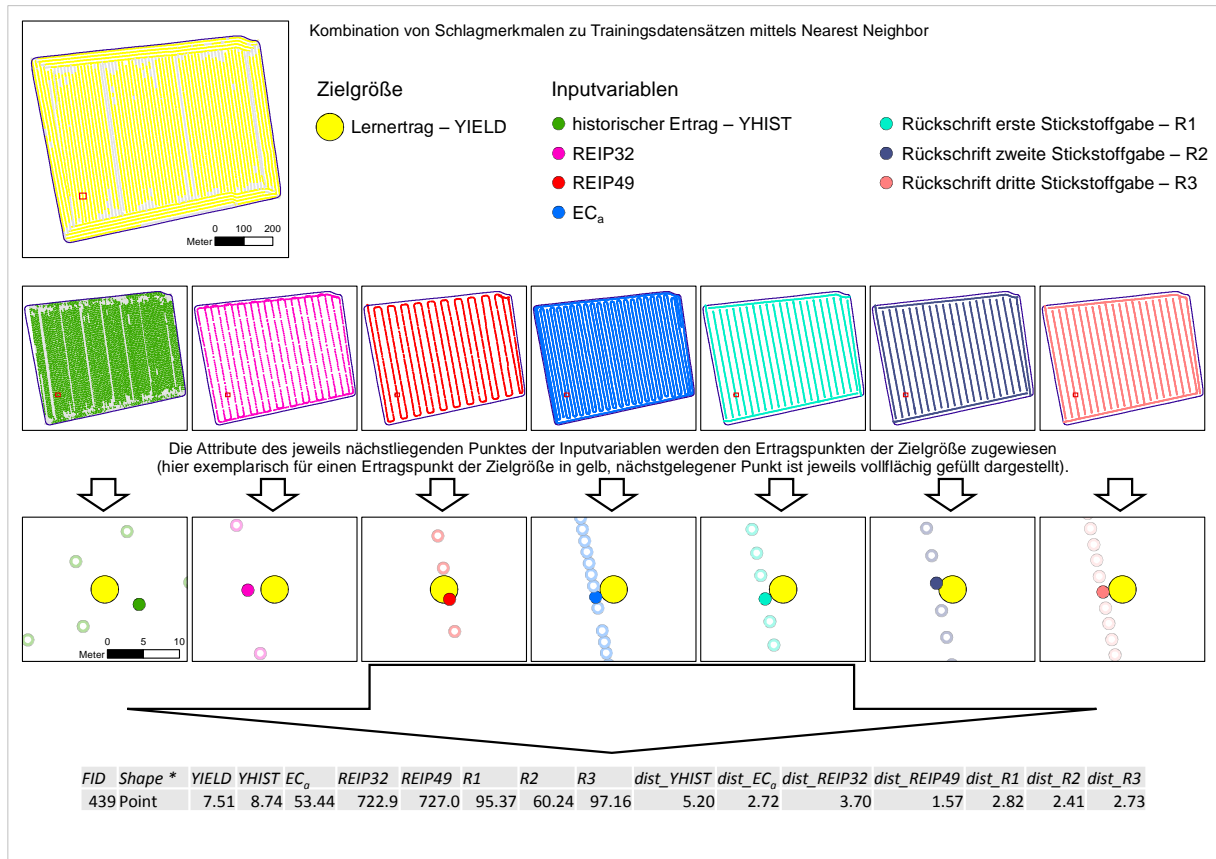 Kombination von Schlagmerkmalen zu Trainingsdatensätzen mittels Nearest Neighbor
Zielgröße
Inputvariablen
Lernertrag – YIELD
historischer Ertrag – YHIST
Rückschrift erste Stickstoffgabe – R1
REIP32
Rückschrift zweite Stickstoffgabe – R2
REIP49
Rückschrift dritte Stickstoffgabe – R3
ECa
0 100 200
Meter
Die Attribute des jeweils nächstliegenden Punktes der Inputvariablen werden den Ertragspunkten der Zielgröße zugewiesen
(hier exemplarisch für einen Ertragspunkt der Zielgröße in gelb, nächstgelegener Punkt ist jeweils vollflächig gefüllt dargestellt).
0 5 10
Meter
FID Shape * YIELD YHIST ECa REIP32 REIP49 R1 R2 R3 dist_YHIST dist_ECa dist_REIP32 dist_REIP49 dist_R1 dist_R2 dist_R3
439 Point 7.51 8.74 53.44 722.9 727.0 95.37 60.24 97.16 5.20 2.72 3.70 1.57 2.82 2.41 2.73